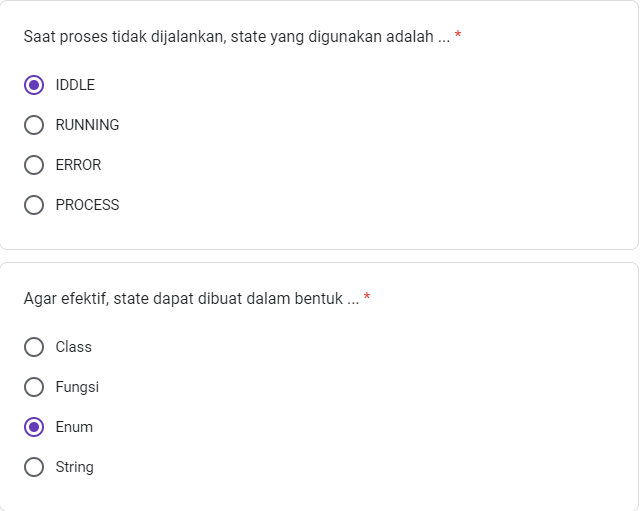 Saat proses tidak dijalankan, state yang digunakan adalah ... *
IDDLE
RUNNING
ERROR
PROCESS
Agar efektif, state dapat dibuat dalam bentuk ... *
Class
Fungsi
Enum
String